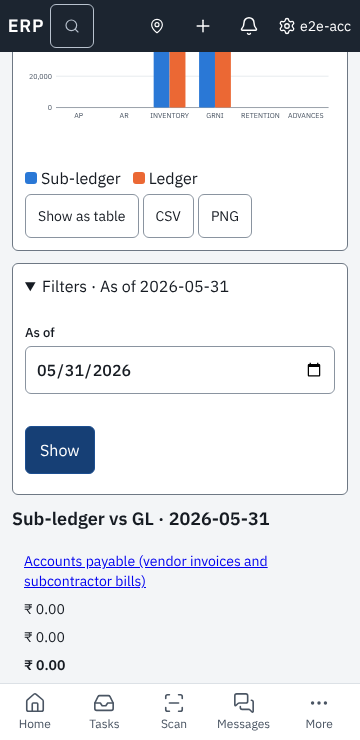 ERP
e2e-acc
20,000
0
AP AR INVENTORY GRNI RETENTION ADVANCES
Sub-ledger Ledger
Show as table CSV PNG
▼ Filters · As of 2026-05-31
As of
05/31/2026
Show
Sub-ledger vs GL · 2026-05-31
Accounts payable (vendor invoices and
subcontractor bills)
₹ 0.00
₹ 0.00
₹ 0.00
Home Tasks Scan Messages More